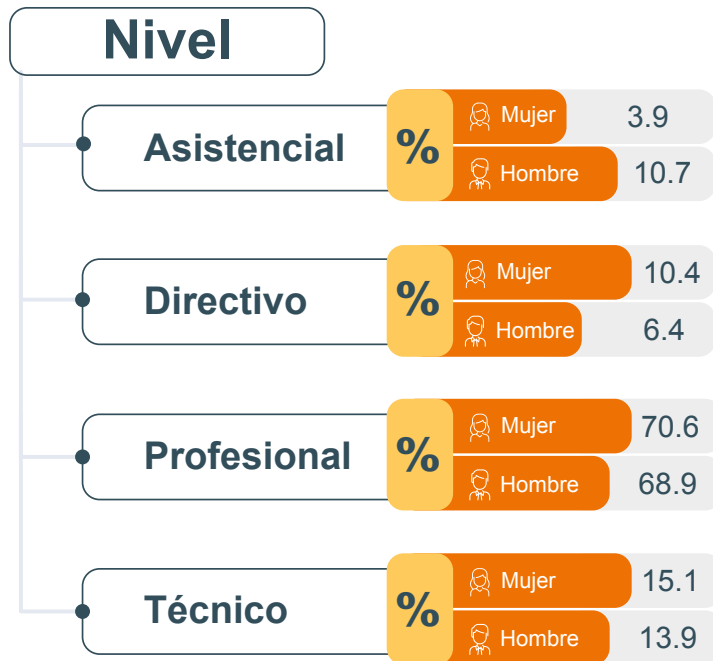 Nivel
Asistencial
%
Mujer 3.9
Hombre 10.7
Directivo
%
Mujer 10.4
Hombre 6.4
Profesional
%
Mujer 70.6
Hombre 68.9
Técnico
%
Mujer 15.1
Hombre 13.9